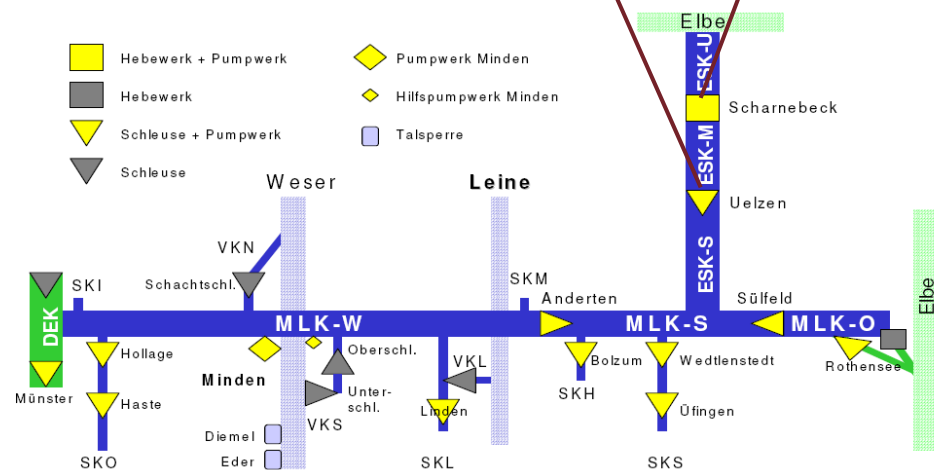 Elbe
Hebewerk + Pumpwerk
Hebewerk
Schleuse + Pumpwerk
Schleuse
Pumpwerk Minden
Hilfspumpwerk Minden
Talsperre
ESK-U
Scharnebeck
ESK-M
Uelzen
ESK-S
Weser
Leine
VKN
Schachtschl.
SKI
SKM
Anderten
Sülfeld
Elbe
DEK
MLK-W
MLK-S
MLK-O
Hollage
Oberschl.
VKL
Bolzum
Wedtlenstedt
Rothensee
Minden
Unter-
schl.
SKH
Münster
Haste
VKS
Linden
Üfingen
Diemel
Eder
SKO
SKL
SKS